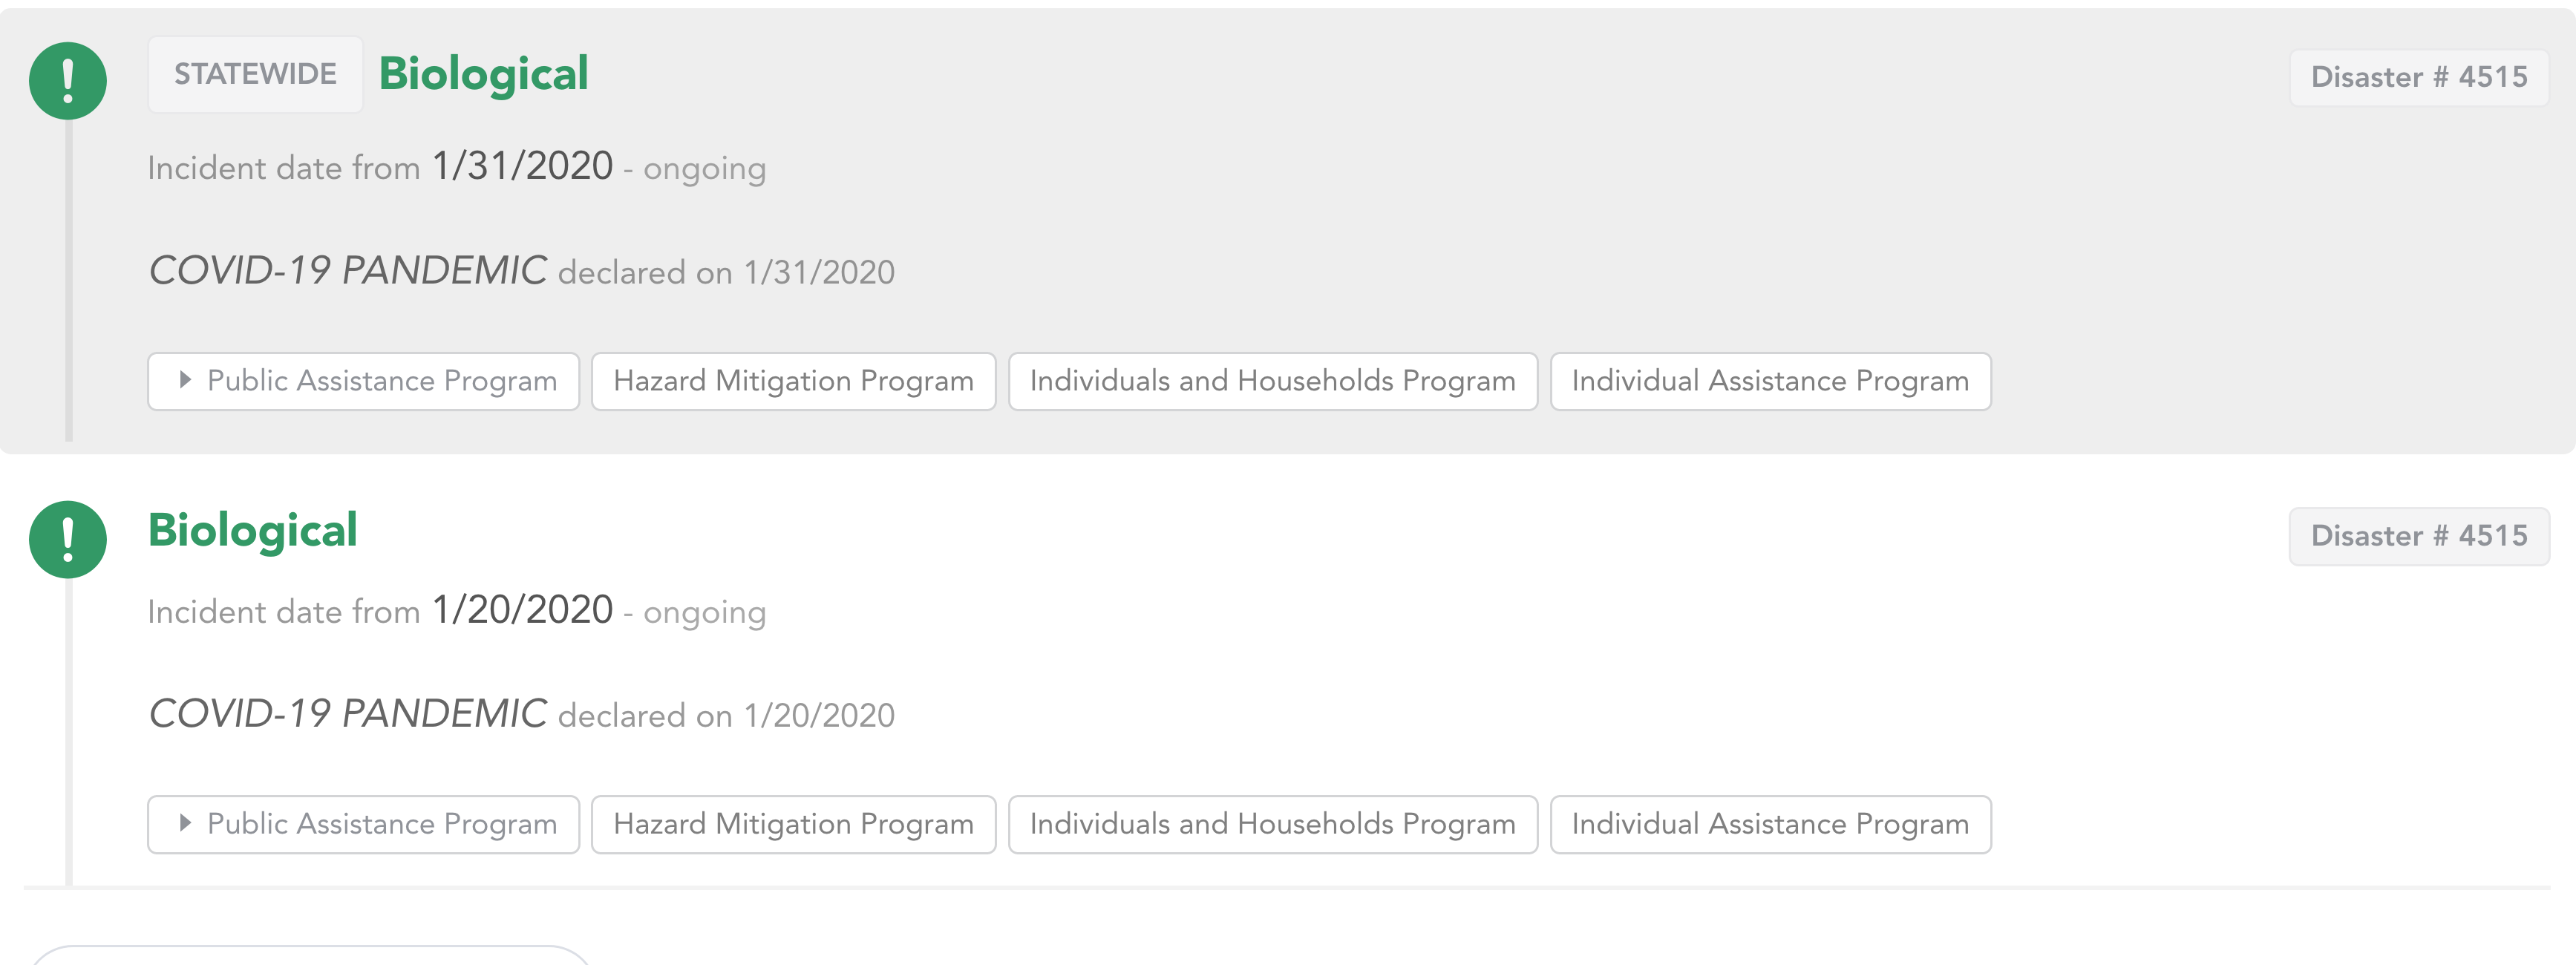 STATEWIDE Biological Disaster # 4515
Incident date from 1/31/2020 - ongoing
COVID-19 PANDEMIC declared on 1/31/2020
Public Assistance Program Hazard Mitigation Program Individuals and Households Program Individual Assistance Program
Biological Disaster # 4515
Incident date from 1/20/2020 - ongoing
COVID-19 PANDEMIC declared on 1/20/2020
Public Assistance Program Hazard Mitigation Program Individuals and Households Program Individual Assistance Program